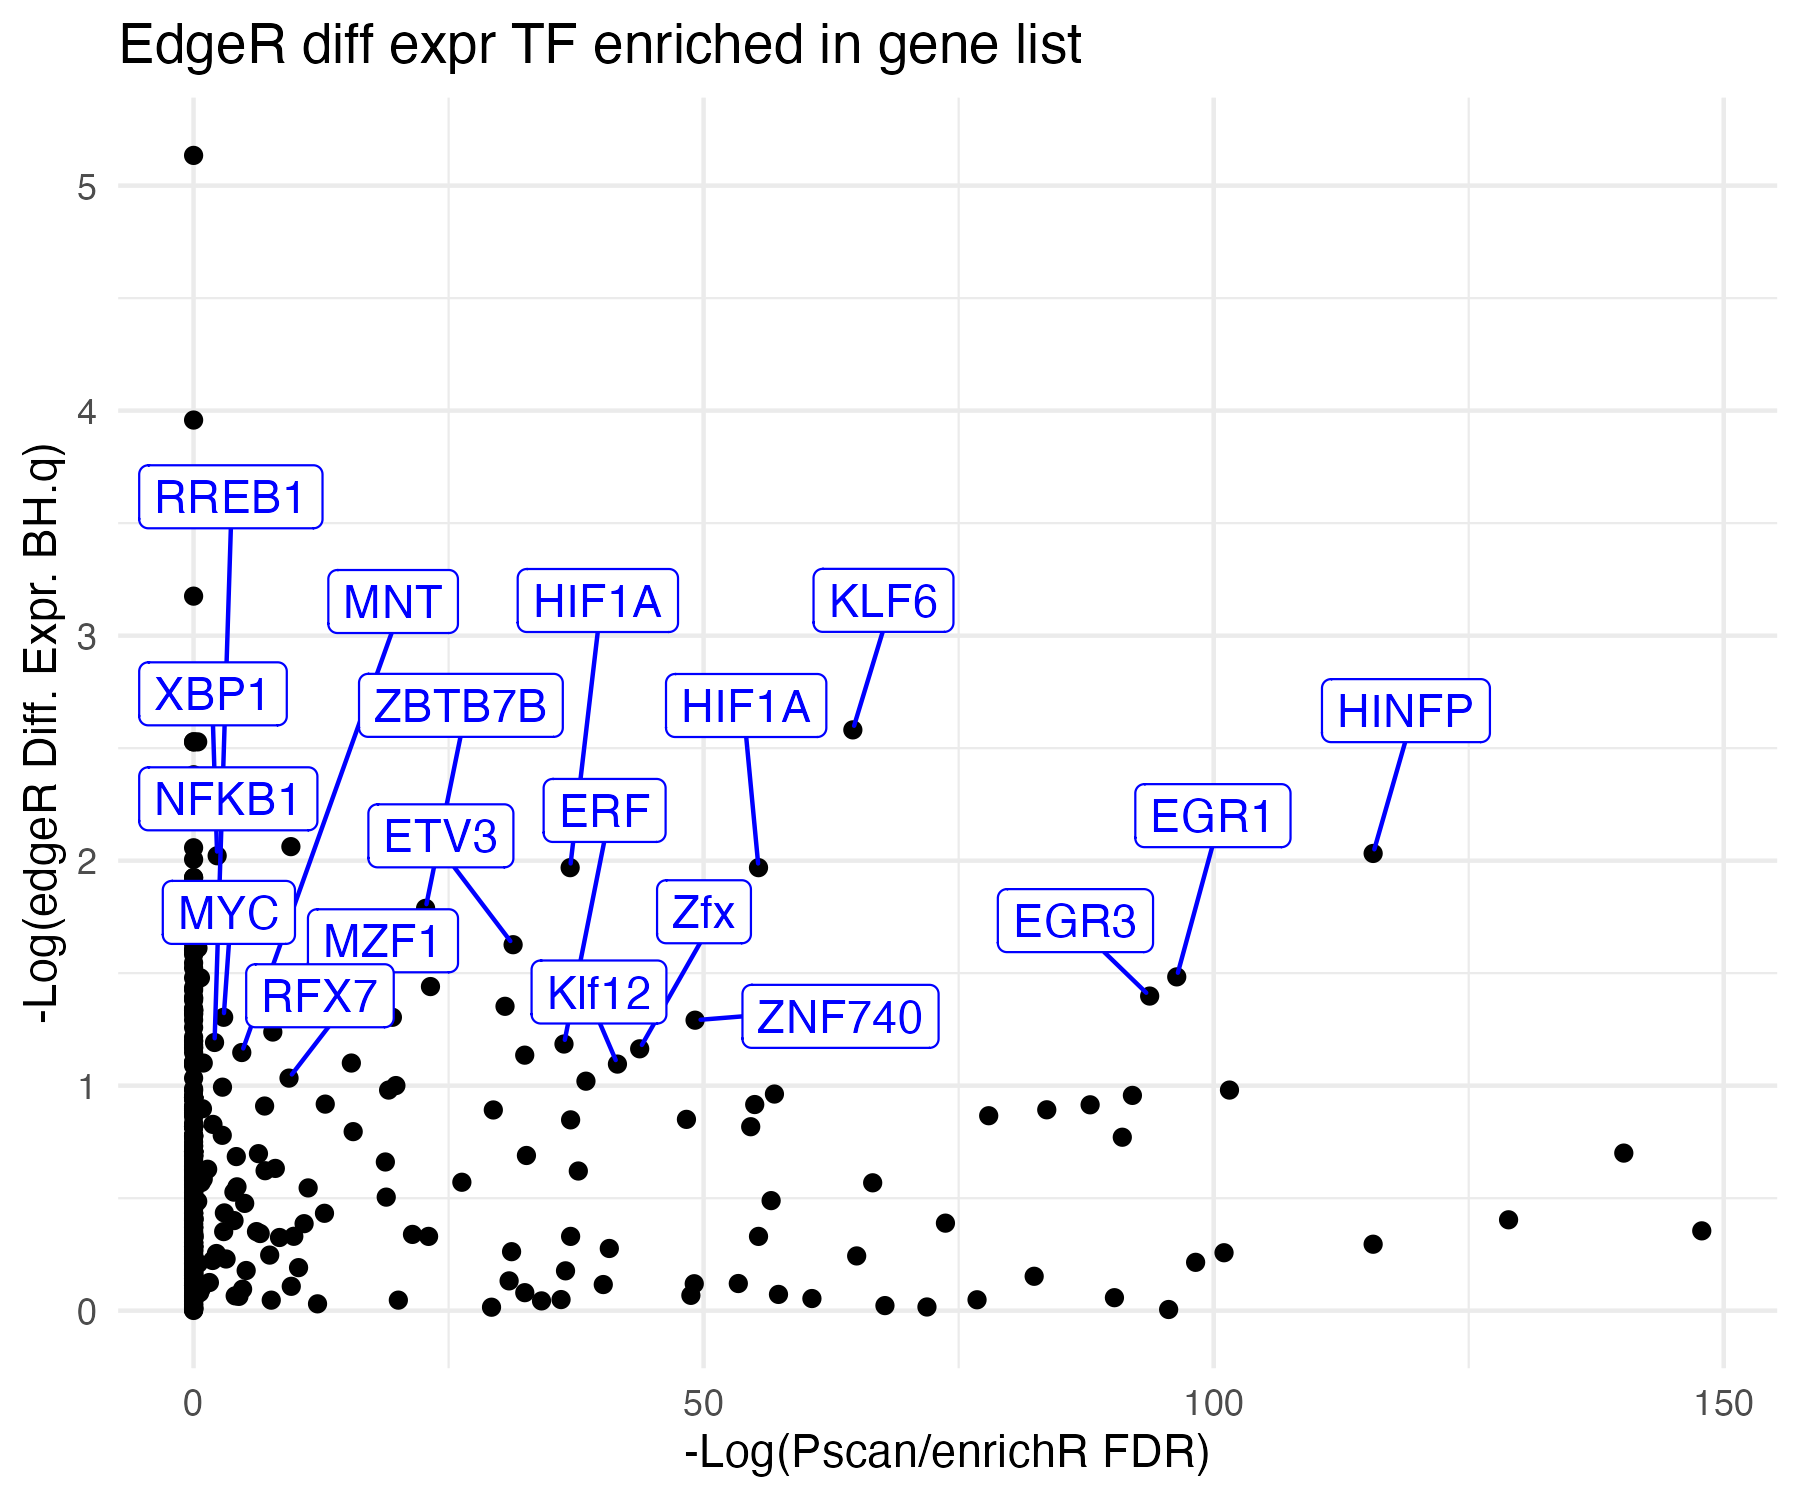 EdgeR diff expr TF enriched in gene list
-Log(edgeR Diff. Expr. BH.q)
5
4
3
2
1
0
RREB1
MNT
HIF1A
KLF6
XBP1
ZBTB7B
HIF1A
HINFP
NFKB1
ETV3
ERF
EGR1
MYC
MZF1
Zfx
EGR3
RFX7
Klf12
ZNF740
0
50
100
150
-Log(Pscan/enrichR FDR)